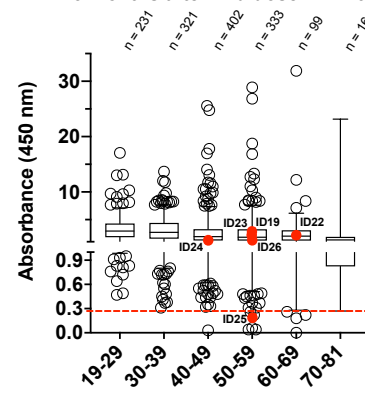 n = 231
n = 321
n = 402
n = 333
n = 99
Absorbance (450 nm)
30
20
10
0.9
0.6
0.3
0.0
ID23
ID19
ID22
ID24
ID26
ID25
19-29
30-39
40-49
50-59
60-69
70-81